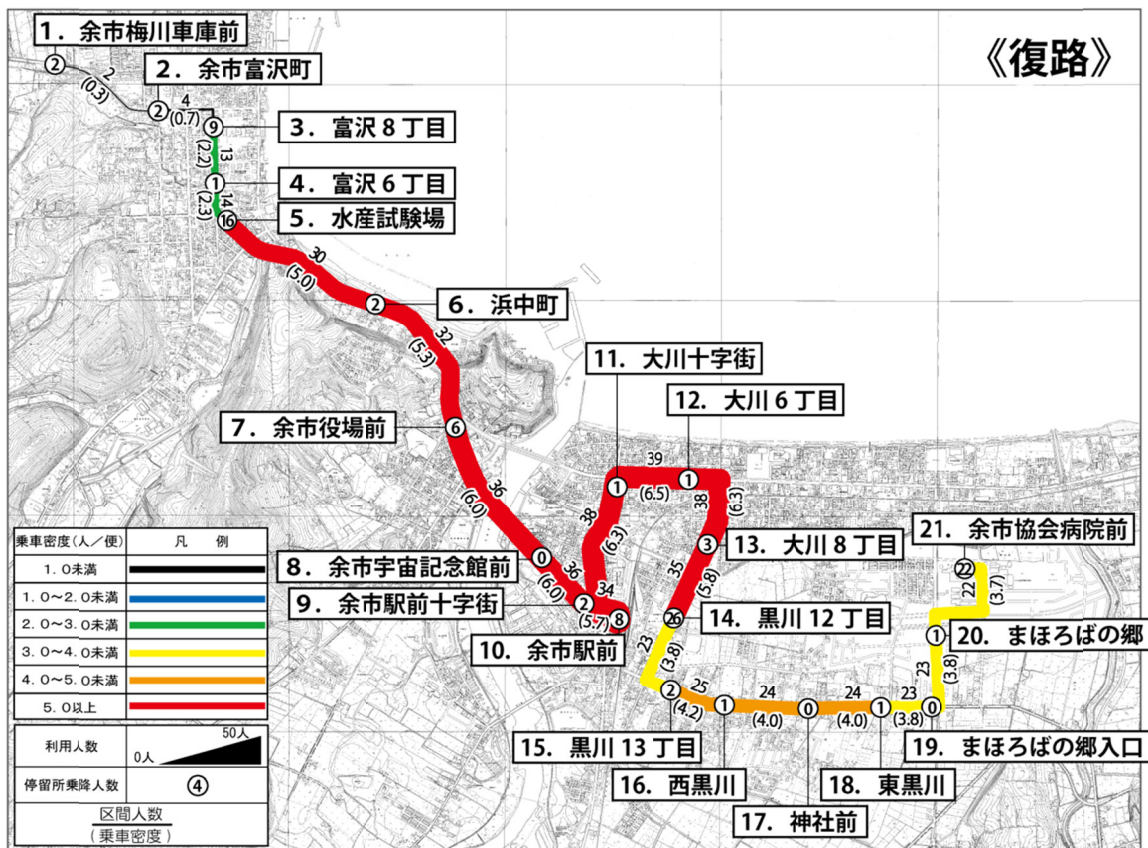 《復路》
1．余市梅川車庫前
②
2
(0.3)
2．余市富沢町
②
4
(0.7)
⑨
3．富沢8丁目
(2.2)
13
①
4．富沢6丁目
(2.3)
14
⑯
5．水産試験場
30
(5.0)
②
6．浜中町
32
(5.3)
7．余市役場前
⑥
36
(6.0)
8．余市宇宙記念館前
⓪
36
(6.0)
9．余市駅前十字街
②
34
(5.7)
⑧
10．余市駅前
38
(6.3)
11．大川十字街
①
39
(6.5)
12．大川6丁目
①
38
(6.3)
③
13．大川8丁目
35
(5.8)
㉖
14．黒川12丁目
23
(3.8)
②
15．黒川13丁目
25
(4.2)
①
16．西黒川
24
(4.0)
⓪
17．神社前
24
(4.0)
①
18．東黒川
23
(3.8)
⓪
19．まほろばの郷入口
23
(3.8)
①
20．まほろばの郷
22
(3.7)
㉒
21．余市協会病院前
乗車密度(人／便)
凡　例
1．0未満
1．0～2．0未満
2．0～3．0未満
3．0～4．0未満
4．0～5．0未満
5．0以上
利用人数
0人
50人
停留所乗降人数
④
区間人数
(乗車密度)